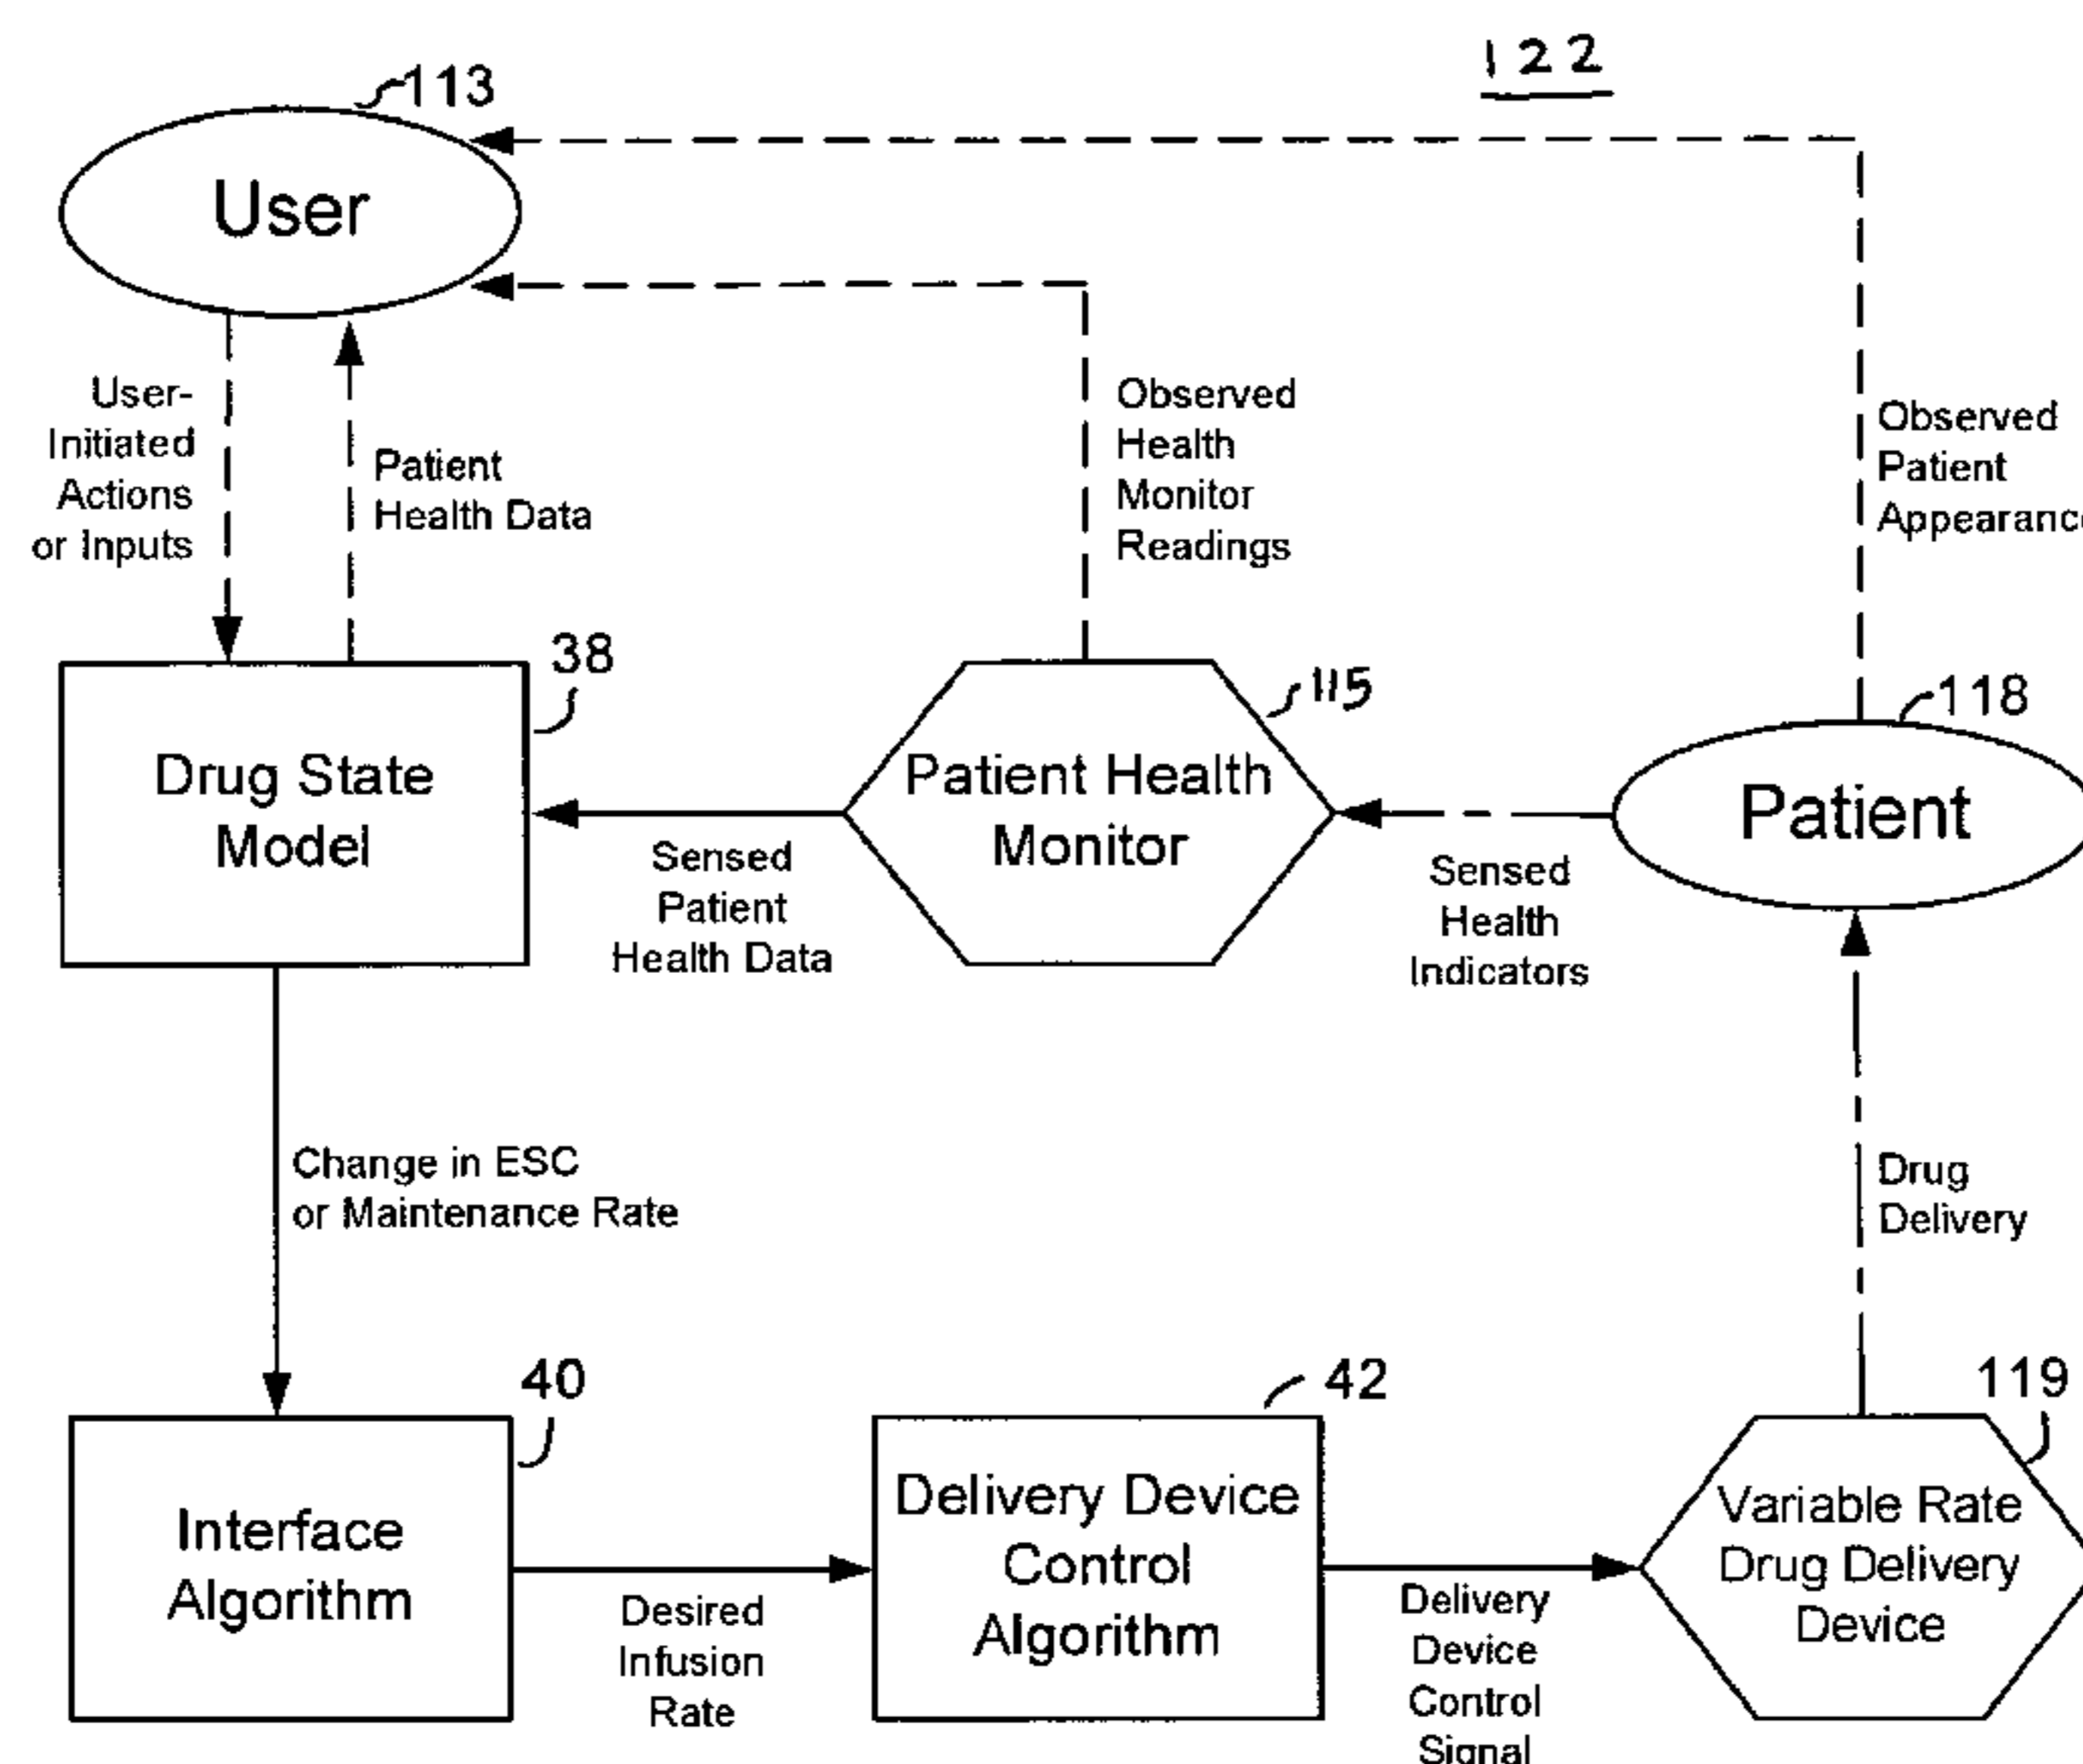 122
113
User
User-
Initiated
Actions
or Inputs
Patient
Health Data
Observed
Health
Monitor
Readings
Observed
Patient
Appearance
38
Drug State
Model
115
Patient Health
Monitor
118
Patient
Sensed
Patient
Health Data
Sensed
Health
Indicators
Change in ESC
or Maintenance Rate
Drug
Delivery
40
Interface
Algorithm
Desired
Infusion
Rate
42
Delivery Device
Control
Algorithm
Delivery
Device
Control
Signal
119
Variable Rate
Drug Delivery
Device